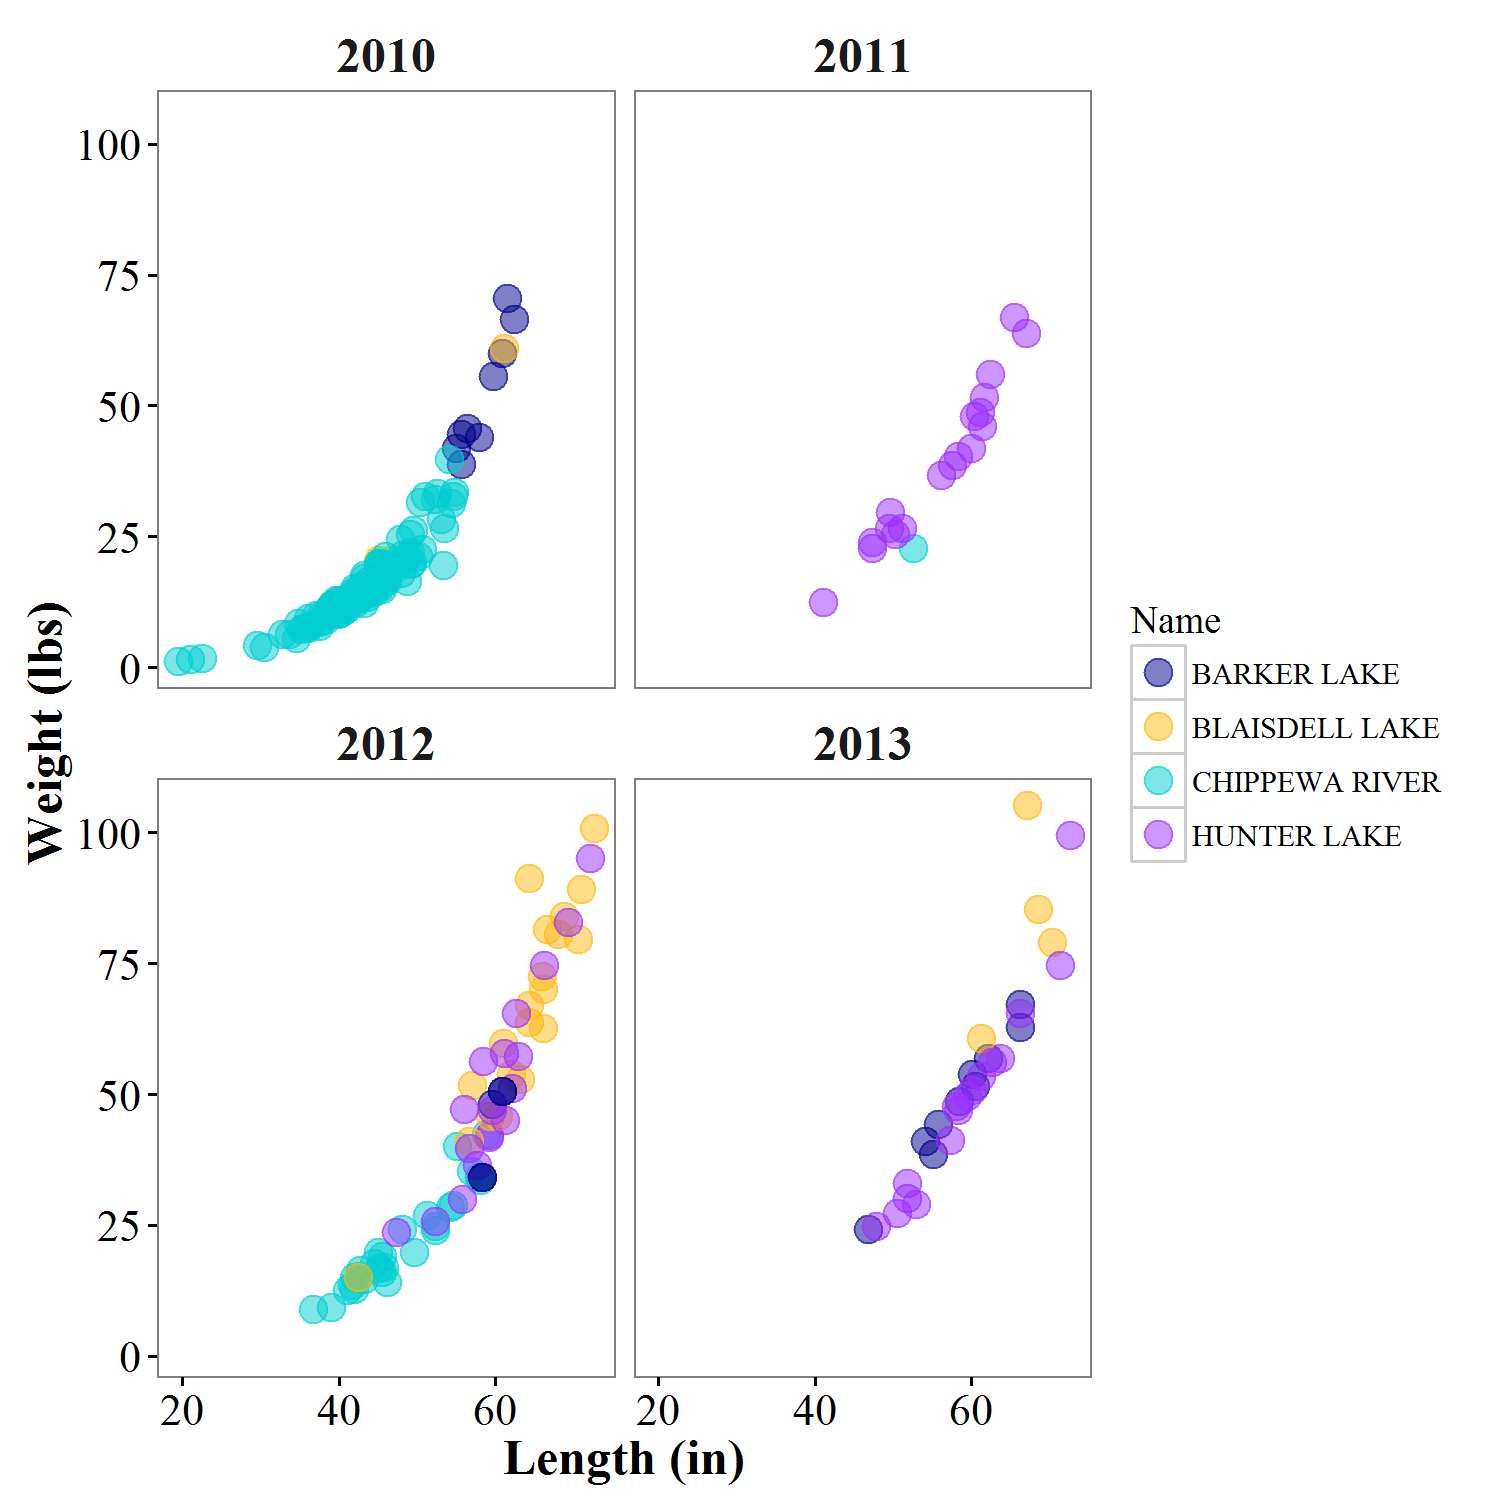 2010 2011
100
75
50
25
0
Weight (lbs)
2012 2013
100
75
50
25
0
20 40 60 20 40 60
Length (in)
Name
BARKER LAKE
BLAISDELL LAKE
CHIPPEWA RIVER
HUNTER LAKE